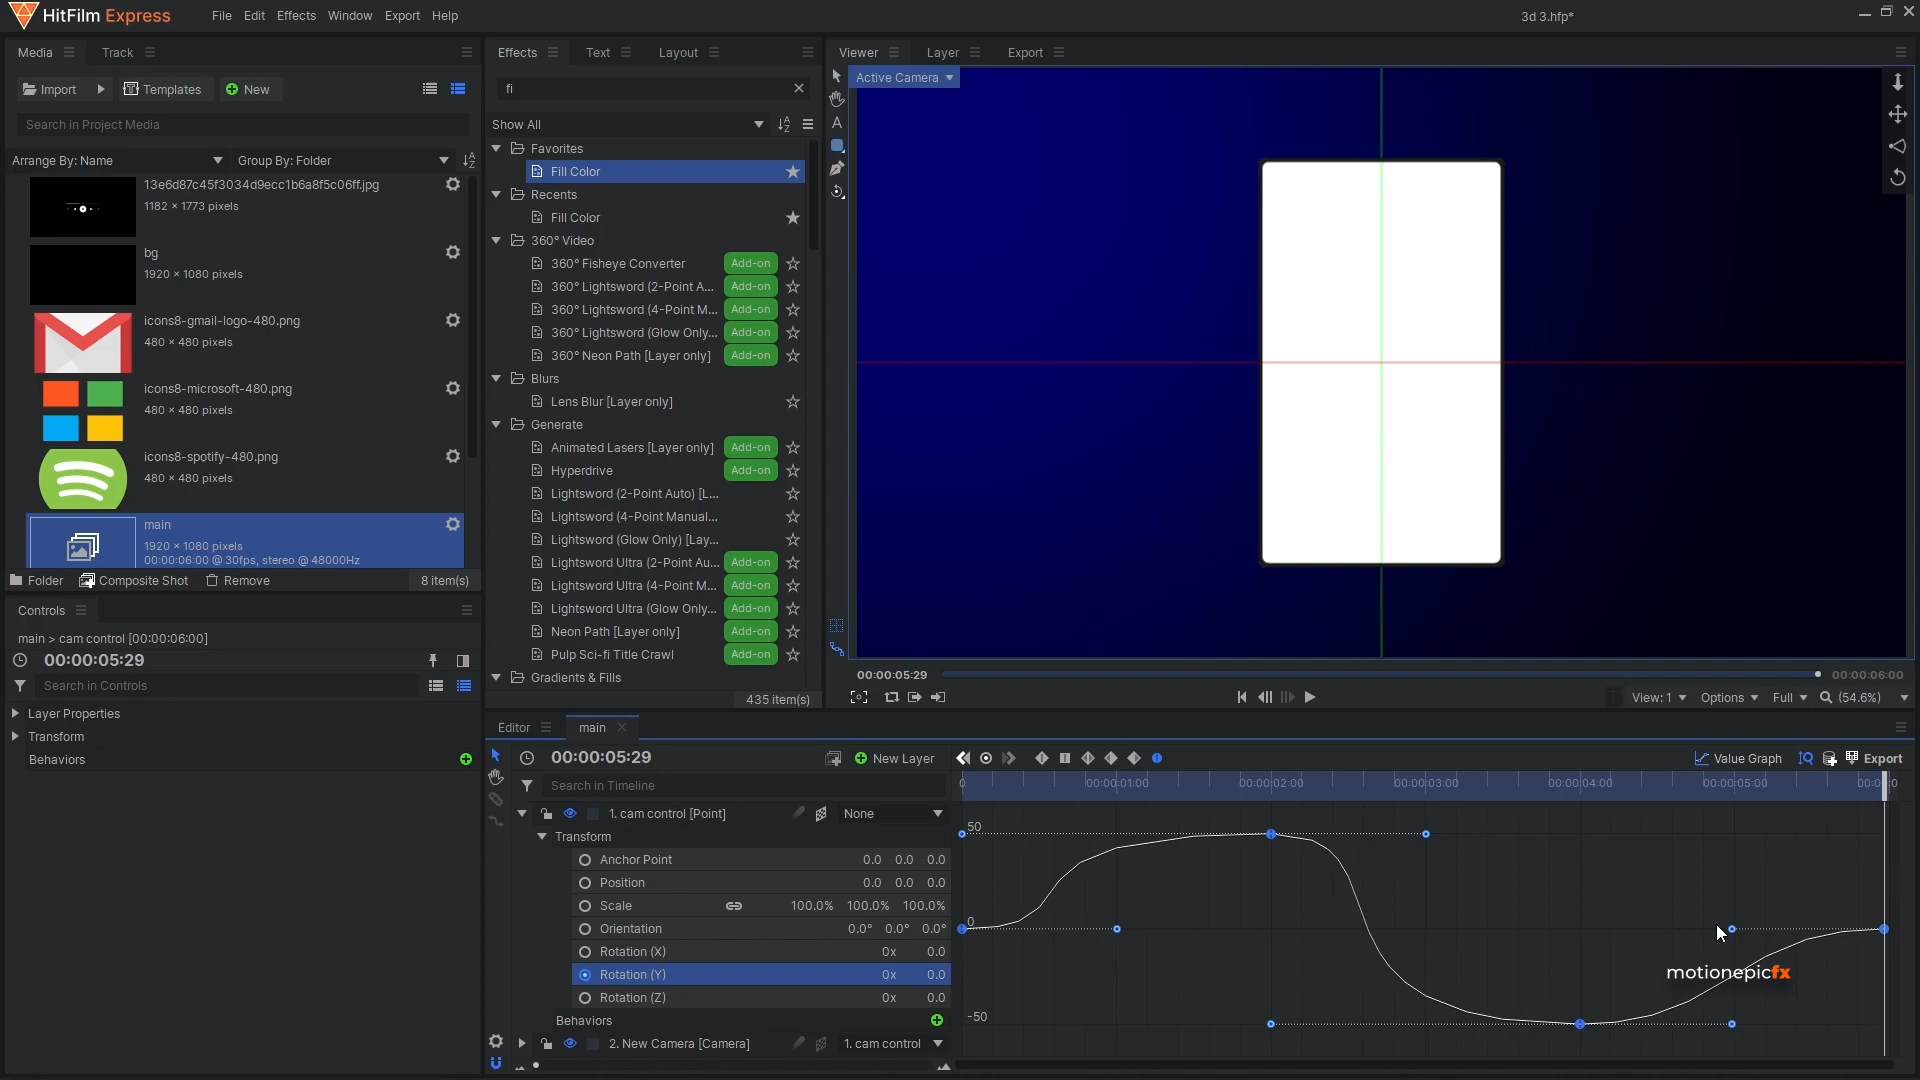 HitFilm Express
File Edit Effects Window Export Help
3d 3.hfp*
Media Track
Effects Text Layout
Viewer Layer Export
Import Templates New
Search in Project Media
Arrange By: Name Group By: Folder
13e6d87c45f3034d9ecc1b6a8f5c06ff.jpg
1182 × 1773 pixels
bg
1920 × 1080 pixels
icons8-gmail-logo-480.png
480 × 480 pixels
icons8-microsoft-480.png
480 × 480 pixels
icons8-spotify-480.png
480 × 480 pixels
main
1920 × 1080 pixels
00:00:06:00 @ 30fps, stereo @ 48000Hz
Folder Composite Shot Remove 8 item(s)
Controls
main > cam control [00:00:06:00]
00:00:05:29
Search in Controls
Layer Properties
Transform
Behaviors
fi
Show All
Favorites
Fill Color
Recents
Fill Color
360° Video
360° Fisheye Converter Add-on
360° Lightsword (2-Point A... Add-on
360° Lightsword (4-Point M... Add-on
360° Lightsword (Glow Only... Add-on
360° Neon Path [Layer only] Add-on
Blurs
Lens Blur [Layer only]
Generate
Animated Lasers [Layer only] Add-on
Hyperdrive Add-on
Lightsword (2-Point Auto) [L...
Lightsword (4-Point Manual...
Lightsword (Glow Only) [Lay...
Lightsword Ultra (2-Point Au... Add-on
Lightsword Ultra (4-Point M... Add-on
Lightsword Ultra (Glow Only... Add-on
Neon Path [Layer only] Add-on
Pulp Sci-fi Title Crawl Add-on
Gradients & Fills
435 item(s)
Active Camera
00:00:05:29 00:00:06:00
View: 1 Options Full (54.6%)
Editor main
00:00:05:29 New Layer Value Graph Export
Search in Timeline
0 00:00:01:00 00:00:02:00 00:00:03:00 00:00:04:00 00:00:05:00
1. cam control [Point] None
Transform
Anchor Point 0.0 0.0 0.0
Position 0.0 0.0 0.0
Scale 100.0% 100.0% 100.0%
Orientation 0.0° 0.0° 0.0°
Rotation (X) 0x 0.0
Rotation (Y) 0x 0.0
Rotation (Z) 0x 0.0
Behaviors
2. New Camera [Camera] 1. cam control
50
0
-50
motionepicfx